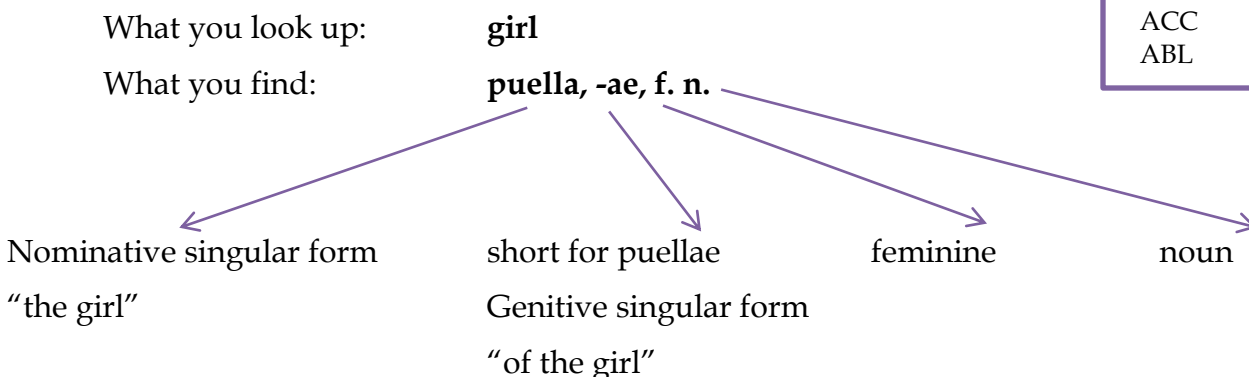 What you look up: girl
ACC
What you find: puella, -ae, f. n.
ABL
Nominative singular form short for puellae feminine noun
“the girl” Genitive singular form
“of the girl”